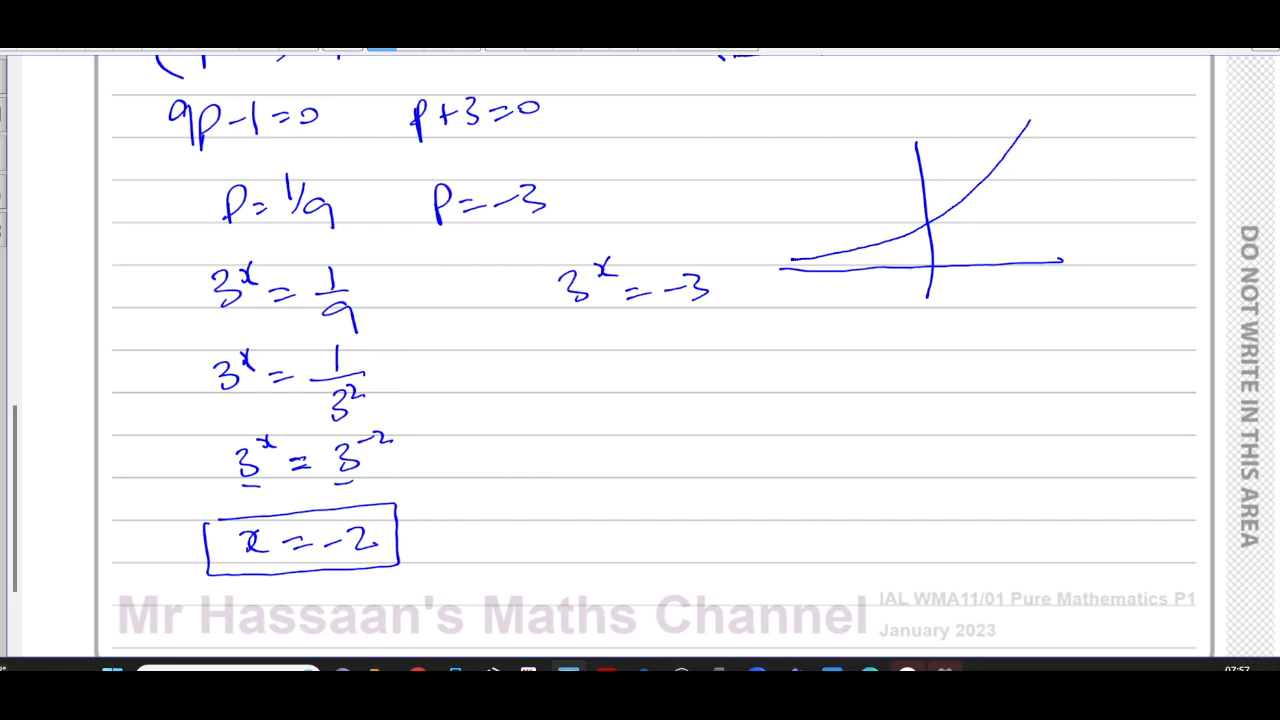 9p-1=0 p+3=0
p=1/9 p=-3
3^x = 1/9 3^x = -3
3^x = 1/3^2
3^x = 3^-2
x = -2
Mr Hassaan's Maths Channel
IAL WMA11/01 Pure Mathematics P1
January 2023
DO NOT WRITE IN THIS AREA
07:57